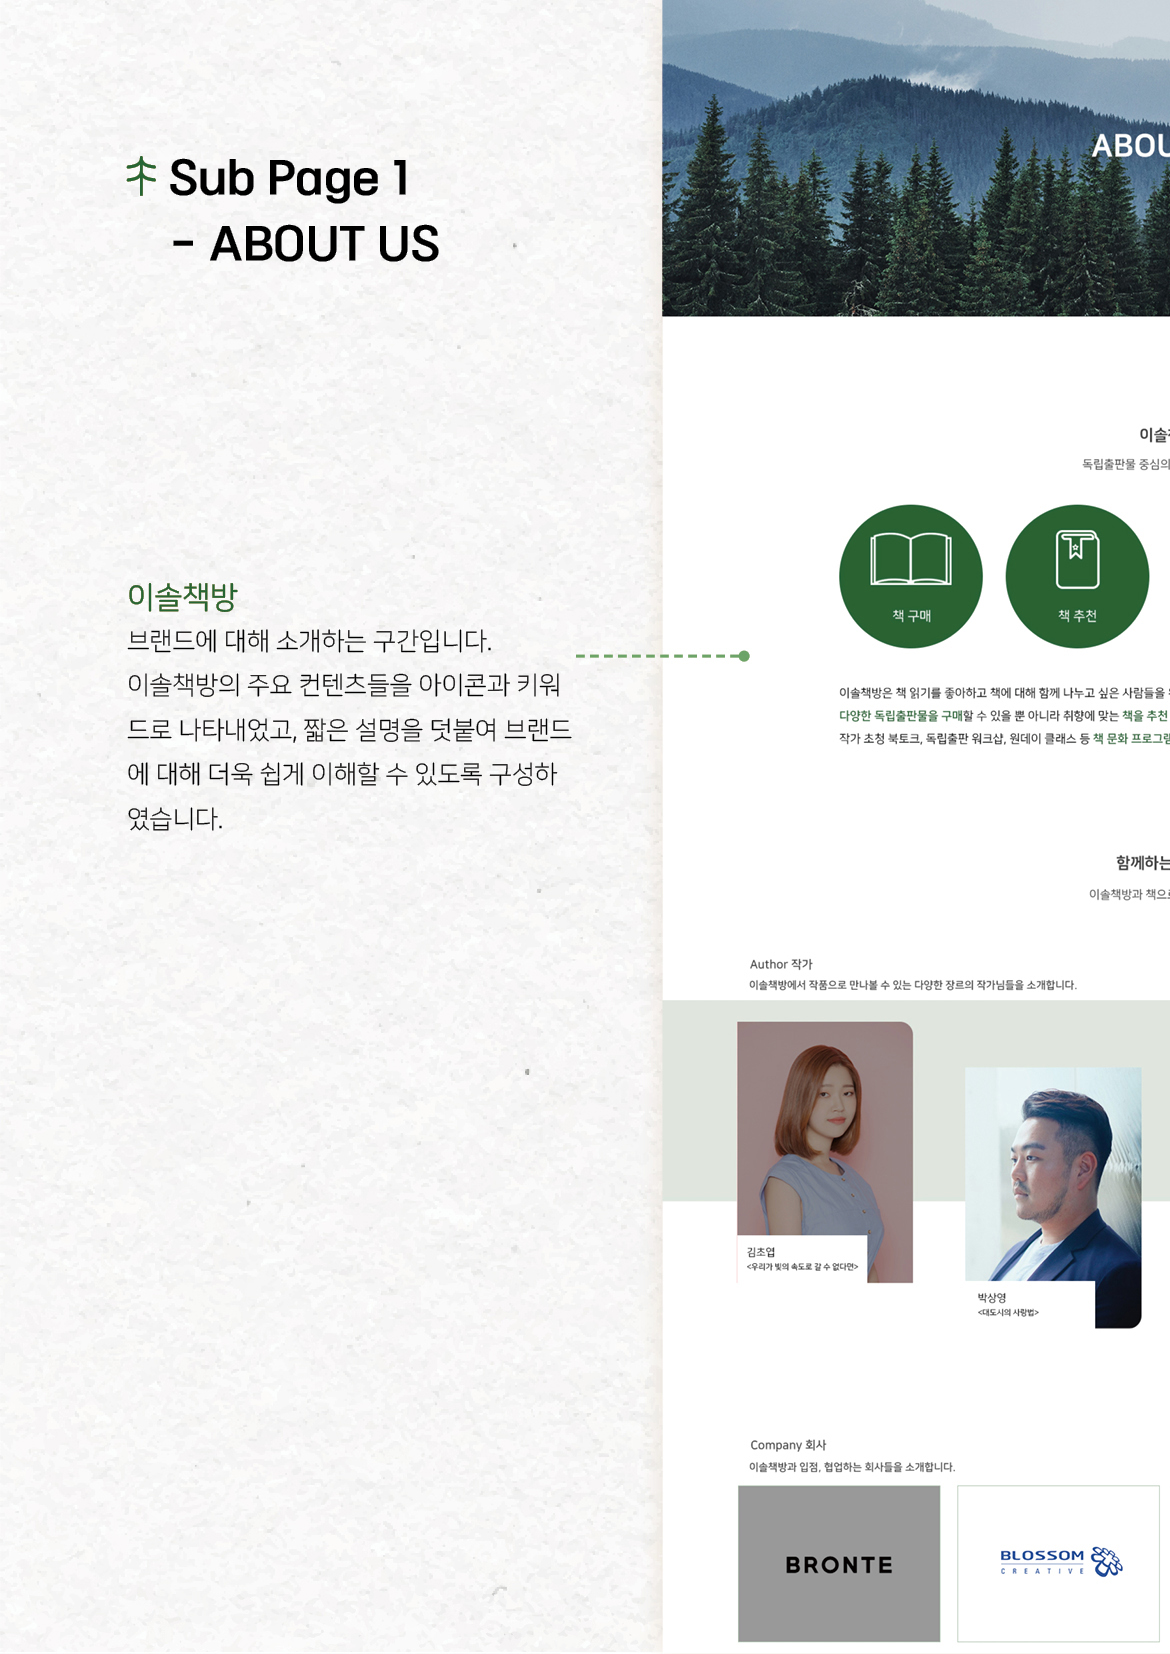 Sub Page 1
- ABOUT US
이솔책방
브랜드에 대해 소개하는 구간입니다.
이솔책방의 주요 컨텐츠들을 아이콘과 키워
드로 나타내었고, 짧은 설명을 덧붙여 브랜드
에 대해 더욱 쉽게 이해할 수 있도록 구성하
였습니다.
ABOU
이솔
독립출판물 중심의
책 구매
책 추천
이솔책방은 책 읽기를 좋아하고 책에 대해 함께 나누고 싶은 사람들을
다양한 독립출판물을 구매할 수 있을 뿐 아니라 취향에 맞는 책을 추천
작가 초청 북토크, 독립출판 워크샵, 원데이 클래스 등 책 문화 프로그램
함께하는
이솔책방과 책으로
Author 작가
이솔책방에서 작품으로 만나볼 수 있는 다양한 장르의 작가님들을 소개합니다.
김초엽
<우리가 빛의 속도로 갈 수 없다면>
박상영
<대도시의 사랑법>
Company 회사
이솔책방과 입점, 협업하는 회사들을 소개합니다.
BRONTE
BLOSSOM
CREATIVE